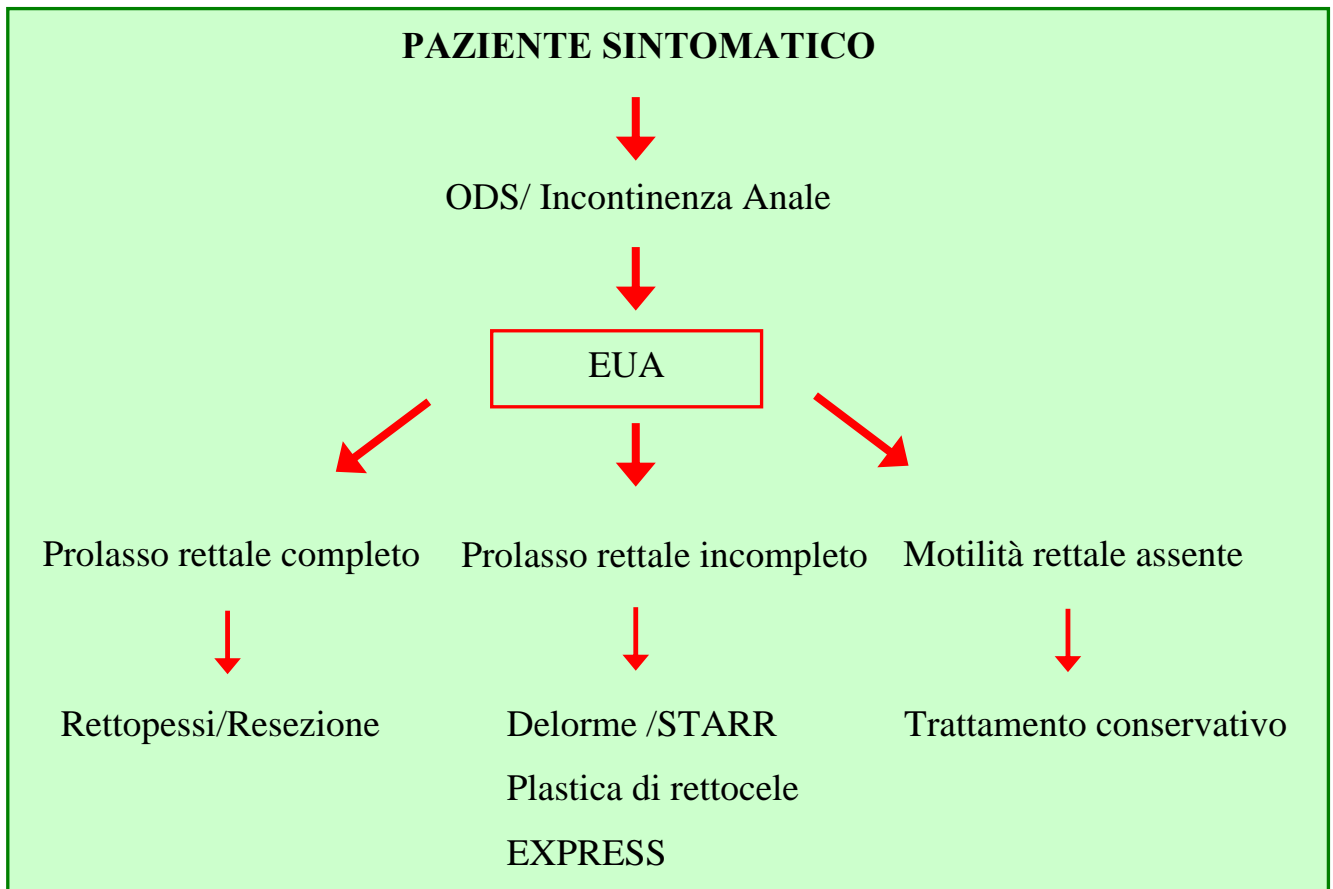 PAZIENTE SINTOMATICO
ODS/ Incontinenza Anale
EUA
Prolasso rettale completo
Prolasso rettale incompleto
Motilità rettale assente
Rettopessi/Resezione
Delorme /STARR
Plastica di rettocele
EXPRESS
Trattamento conservativo